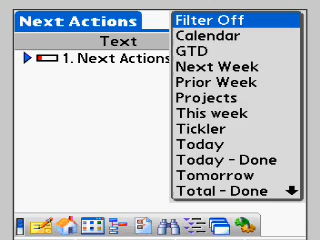 Next Actions
Text
1. Next Actions
Filter Off
Calendar
GTD
Next Week
Prior Week
Projects
This week
Tickler
Today
Today - Done
Tomorrow
Total - Done